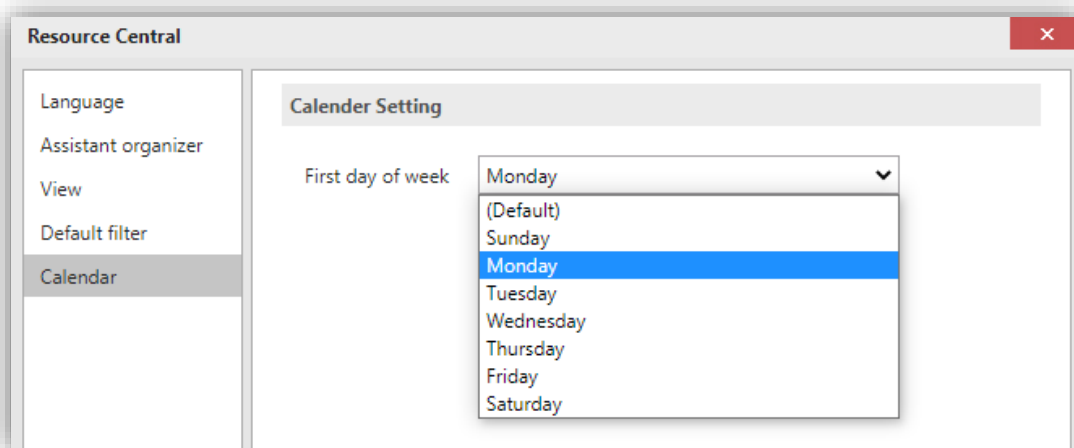 Resource Central
Language
Assistant organizer
View
Default filter
Calendar
Calender Setting
First day of week Monday
(Default)
Sunday
Monday
Tuesday
Wednesday
Thursday
Friday
Saturday